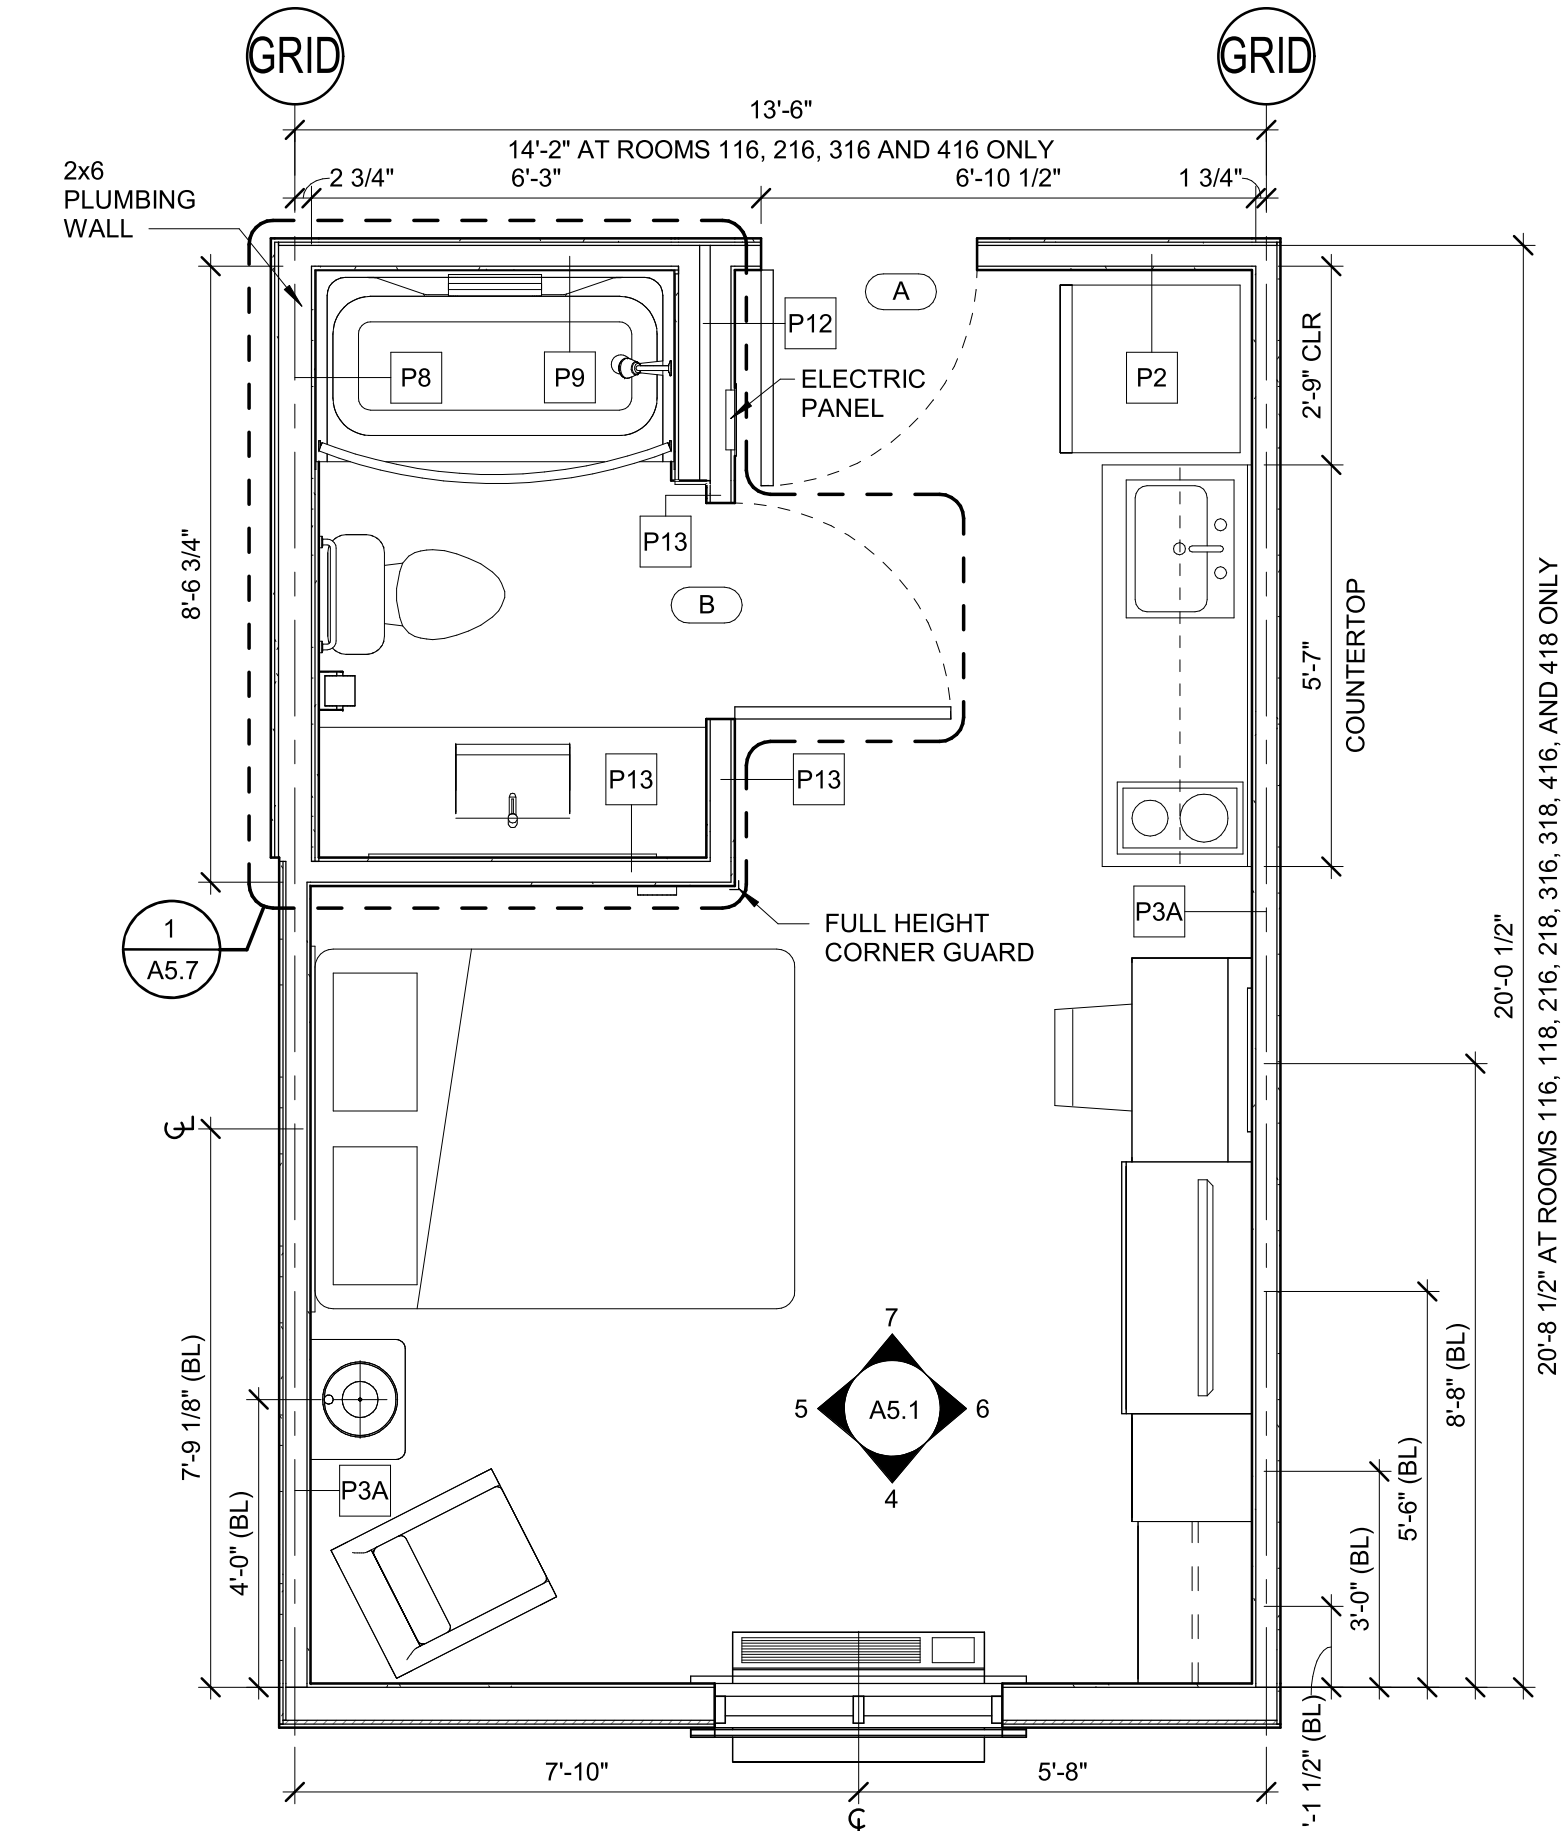 GRID
GRID
13'-6"
14'-2" AT ROOMS 116, 216, 316 AND 416 ONLY
2 3/4"
6'-3"
6'-10 1/2"
1 3/4"
2x6
PLUMBING
WALL
A
P12
P8
P9
P2
ELECTRIC
PANEL
2'-9" CLR
P13
8'-6 3/4"
B
5'-7"
COUNTERTOP
P13
P13
P3A
1
A5.7
FULL HEIGHT
CORNER GUARD
20'-0 1/2"
20'-8 1/2" AT ROOMS 116, 118, 216, 218, 316, 318, 416, AND 418 ONLY
CL
7'-9 1/8" (BL)
4'-0" (BL)
P3A
7
5
A5.1
6
4
8'-8" (BL)
5'-6" (BL)
3'-0" (BL)
'-1 1/2" (BL)
7'-10"
5'-8"
CL